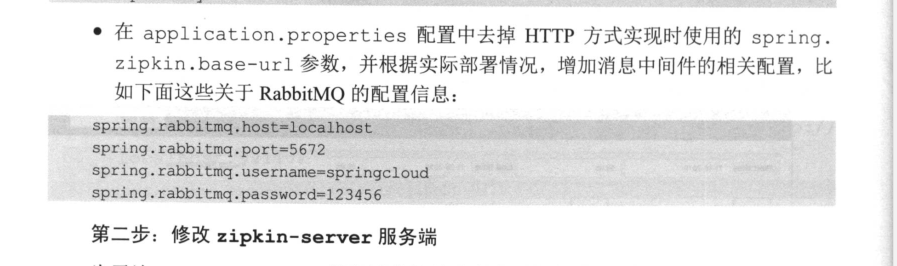 • 在 application.properties 配置中去掉 HTTP 方式实现时使用的 spring.
zipkin.base-url 参数，并根据实际部署情况，增加消息中间件的相关配置，比
如下面这些关于 RabbitMQ 的配置信息：
spring.rabbitmq.host=localhost
spring.rabbitmq.port=5672
spring.rabbitmq.username=springcloud
spring.rabbitmq.password=123456
第二步：修改 zipkin-server 服务端